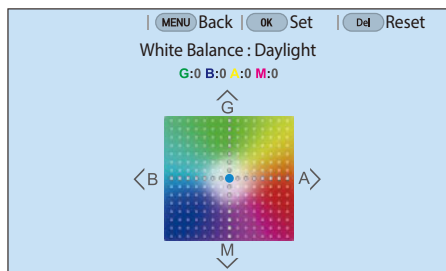 | MENU Back | OK Set | Del Reset
White Balance : Daylight
G:0 B:0 A:0 M:0
G
B A
M